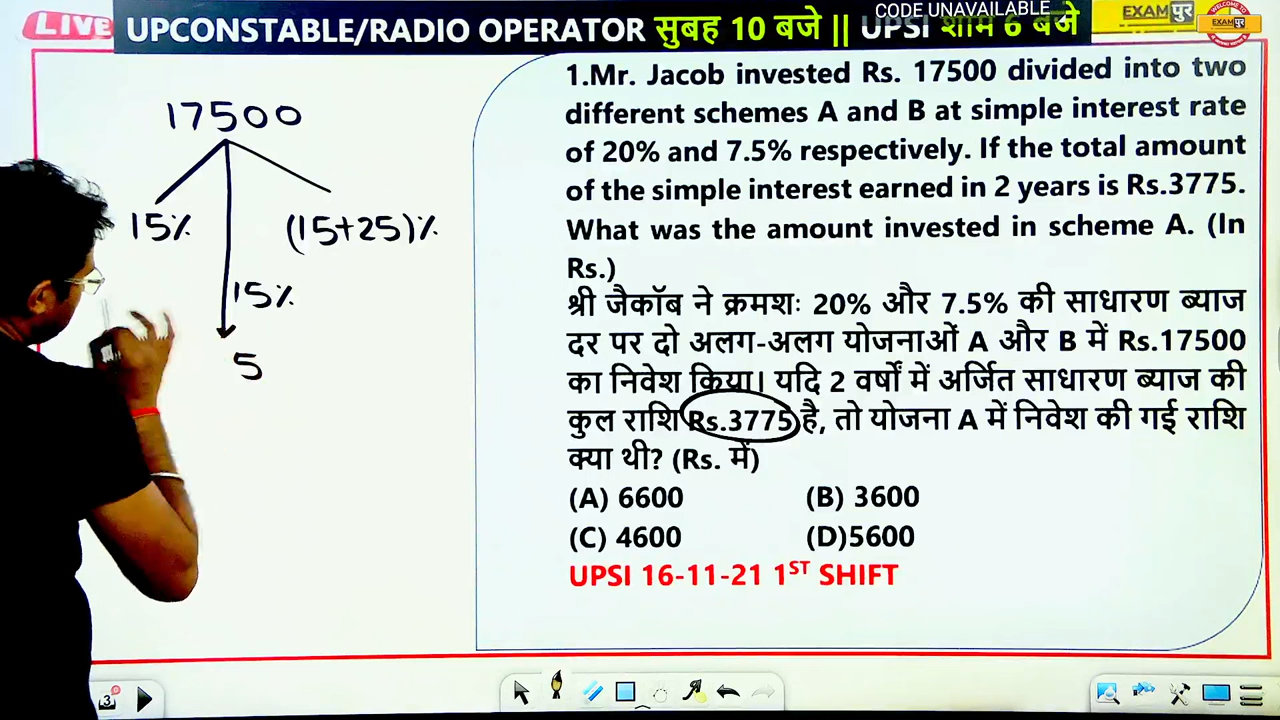 CODE UNAVAILABLE
LIVE
UPCONSTABLE/RADIO OPERATOR सुबह 10 बजे || UPSI शाम 6 बजे
EXAMपुर
WELCOME TO
EXAMपुर
17500
15% (15+25)%
15%
5
1.Mr. Jacob invested Rs. 17500 divided into two
different schemes A and B at simple interest rate
of 20% and 7.5% respectively. If the total amount
of the simple interest earned in 2 years is Rs.3775.
What was the amount invested in scheme A. (In
Rs.)
श्री जैकॉब ने क्रमशः 20% और 7.5% की साधारण ब्याज
दर पर दो अलग-अलग योजनाओं A और B में Rs.17500
का निवेश किया। यदि 2 वर्षों में अर्जित साधारण ब्याज की
कुल राशि Rs.3775 है, तो योजना A में निवेश की गई राशि
क्या थी? (Rs. में)
(A) 6600 (B) 3600
(C) 4600 (D)5600
UPSI 16-11-21 1ST SHIFT
3